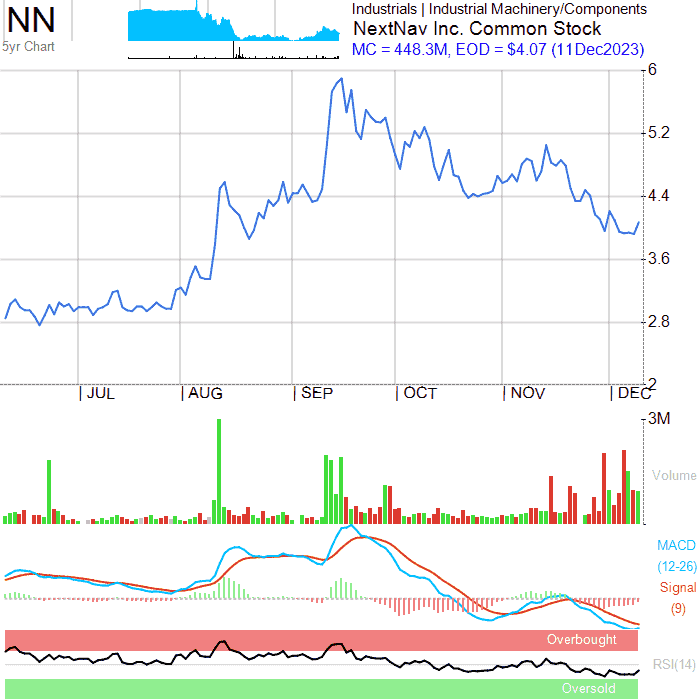 NN
5yr Chart
Industrials | Industrial Machinery/Components
NextNav Inc. Common Stock
MC = 448.3M, EOD = $4.07 (11Dec2023)
6
5.2
4.4
3.6
2.8
2
| JUL | AUG | SEP | OCT | NOV | DEC
3M
Volume
MACD
(12-26)
Signal
(9)
Overbought
RSI(14)
Oversold